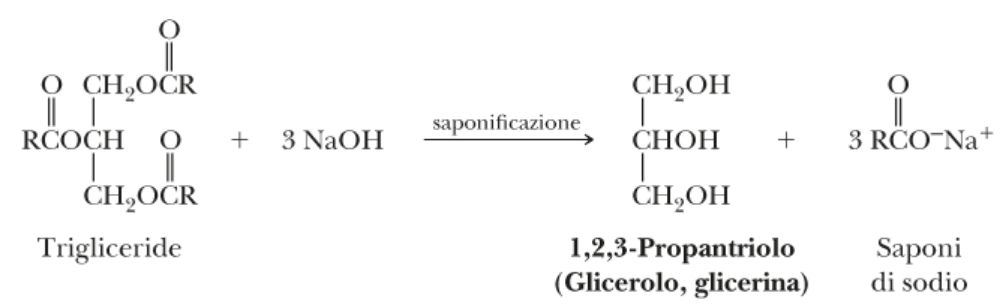 O
O CH₂OCR
RCOCH O + 3 NaOH saponificazione CHOH + 3 RCO⁻Na⁺
CH₂OCR
CH₂OH O
CH₂OH
Trigliceride
1,2,3-Propantriolo
(Glicerolo, glicerina)
Saponi
di sodio